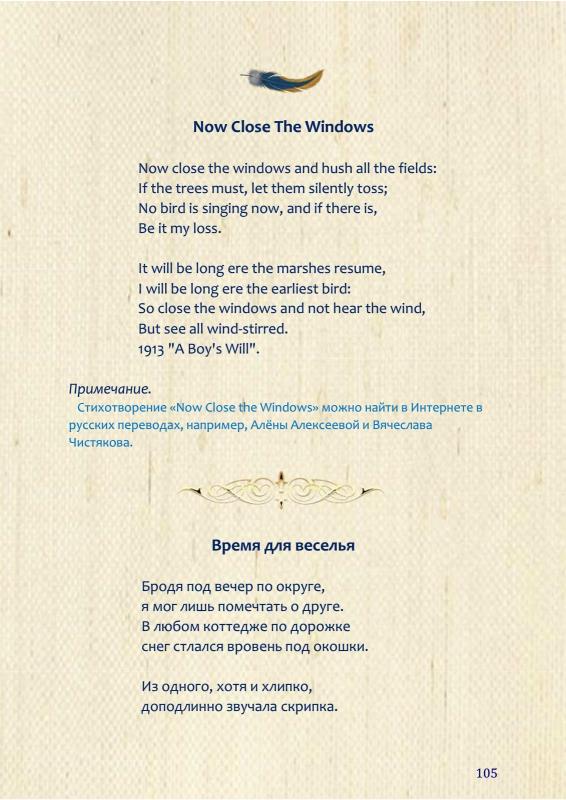 Now Close The Windows
Now close the windows and hush all the fields:
If the trees must, let them silently toss;
No bird is singing now, and if there is,
Be it my loss.
It will be long ere the marshes resume,
I will be long ere the earliest bird:
So close the windows and not hear the wind,
But see all wind-stirred.
1913 "A Boy's Will".
Примечание.
Стихотворение «Now Close the Windows» можно найти в Интернете в
русских переводах, например, Алёны Алексеевой и Вячеслава
Чистякова.
Время для веселья
Бродя под вечер по округе,
я мог лишь помечтать о друге.
В любом коттедже по дорожке
снег стлался вровень под окошки.
Из одного, хотя и хлипко,
доподлинно звучала скрипка.
105